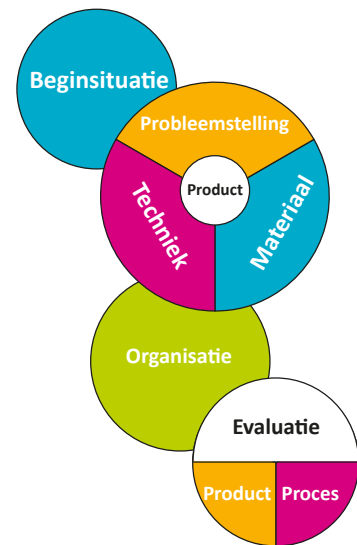 Beginsituatie
Probleemstelling
Product
Techniek
Materiaal
Organisatie
Evaluatie
Product
Proces